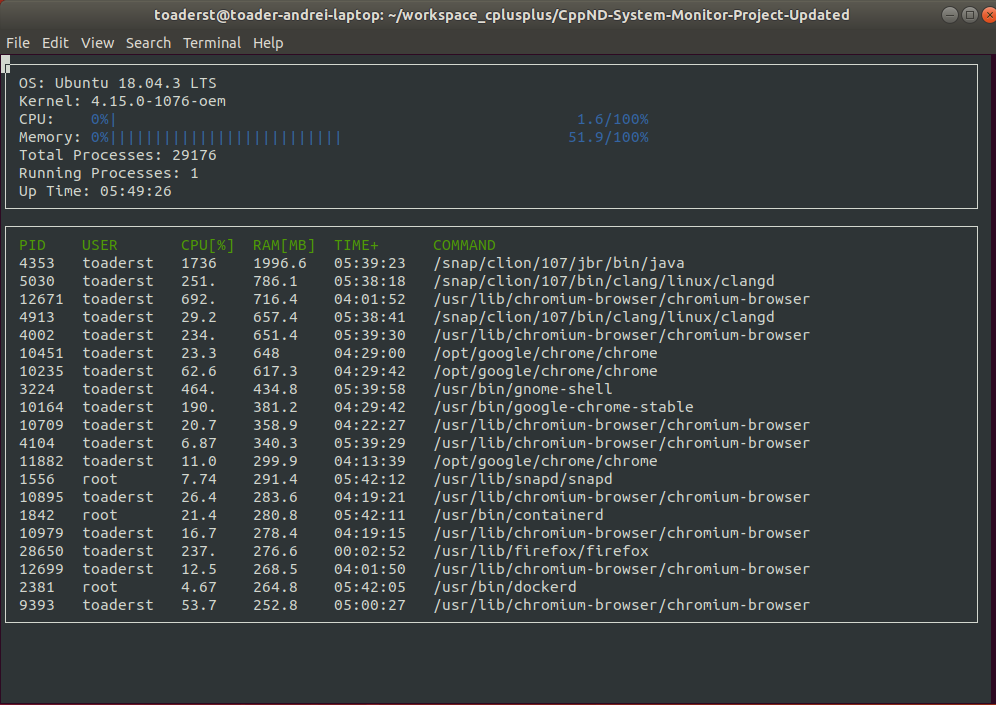 toaderst@toader-andrei-laptop: ~/workspace_cplusplus/CppND-System-Monitor-Project-Updated
File Edit View Search Terminal Help
OS: Ubuntu 18.04.3 LTS
Kernel: 4.15.0-1076-oem
CPU: 0%| 1.6/100%
Memory: 0%|||||||||||||||||||||||||| 51.9/100%
Total Processes: 29176
Running Processes: 1
Up Time: 05:49:26
PID USER CPU[%] RAM[MB] TIME+ COMMAND
4353 toaderst 1736 1996.6 05:39:23 /snap/clion/107/jbr/bin/java
5030 toaderst 251. 786.1 05:38:18 /snap/clion/107/bin/clang/linux/clangd
12671 toaderst 692. 716.4 04:01:52 /usr/lib/chromium-browser/chromium-browser
4913 toaderst 29.2 657.4 05:38:41 /snap/clion/107/bin/clang/linux/clangd
4002 toaderst 234. 651.4 05:39:30 /usr/lib/chromium-browser/chromium-browser
10451 toaderst 23.3 648 04:29:00 /opt/google/chrome/chrome
10235 toaderst 62.6 617.3 04:29:42 /opt/google/chrome/chrome
3224 toaderst 464. 434.8 05:39:58 /usr/bin/gnome-shell
10164 toaderst 190. 381.2 04:29:42 /usr/bin/google-chrome-stable
10709 toaderst 20.7 358.9 04:22:27 /usr/lib/chromium-browser/chromium-browser
4104 toaderst 6.87 340.3 05:39:29 /usr/lib/chromium-browser/chromium-browser
11882 toaderst 11.0 299.9 04:13:39 /opt/google/chrome/chrome
1556 root 7.74 291.4 05:42:12 /usr/lib/snapd/snapd
10895 toaderst 26.4 283.6 04:19:21 /usr/lib/chromium-browser/chromium-browser
1842 root 21.4 280.8 05:42:11 /usr/bin/containerd
10979 toaderst 16.7 278.4 04:19:15 /usr/lib/chromium-browser/chromium-browser
28650 toaderst 237. 276.6 00:02:52 /usr/lib/firefox/firefox
12699 toaderst 12.5 268.5 04:01:50 /usr/lib/chromium-browser/chromium-browser
2381 root 4.67 264.8 05:42:05 /usr/bin/dockerd
9393 toaderst 53.7 252.8 05:00:27 /usr/lib/chromium-browser/chromium-browser